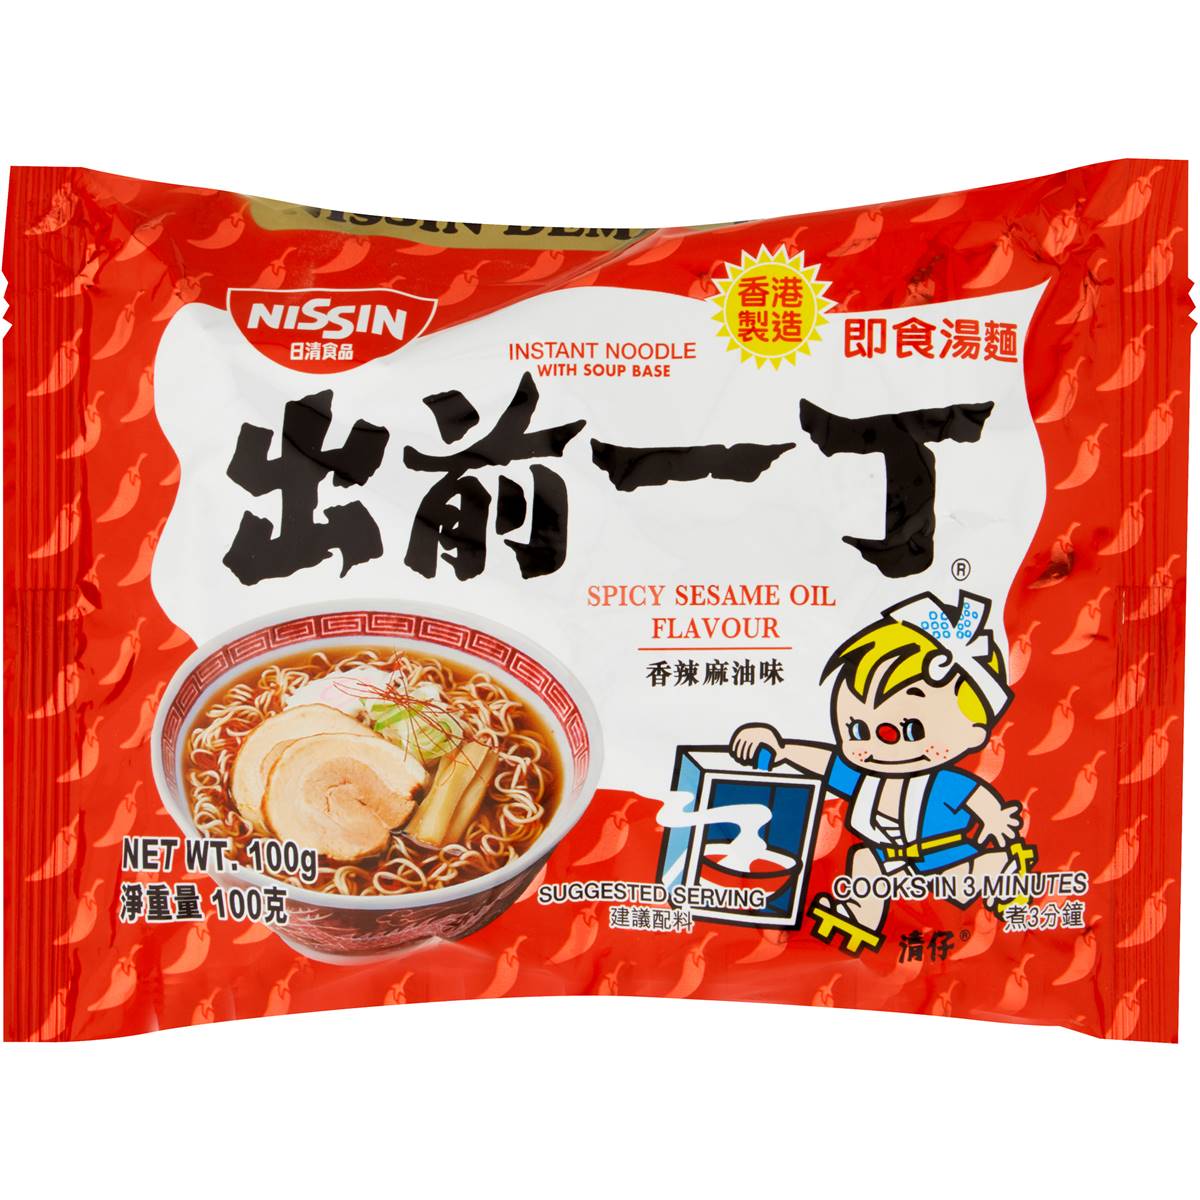 NISSIN
日清食品
INSTANT NOODLE
WITH SOUP BASE
香港
製造
即食湯麵
出前一丁®
SPICY SESAME OIL
FLAVOUR
香辣麻油味
NET WT. 100g
淨重量 100克
SUGGESTED SERVING
建議配料
COOKS IN 3 MINUTES
煮3分鐘
清仔®